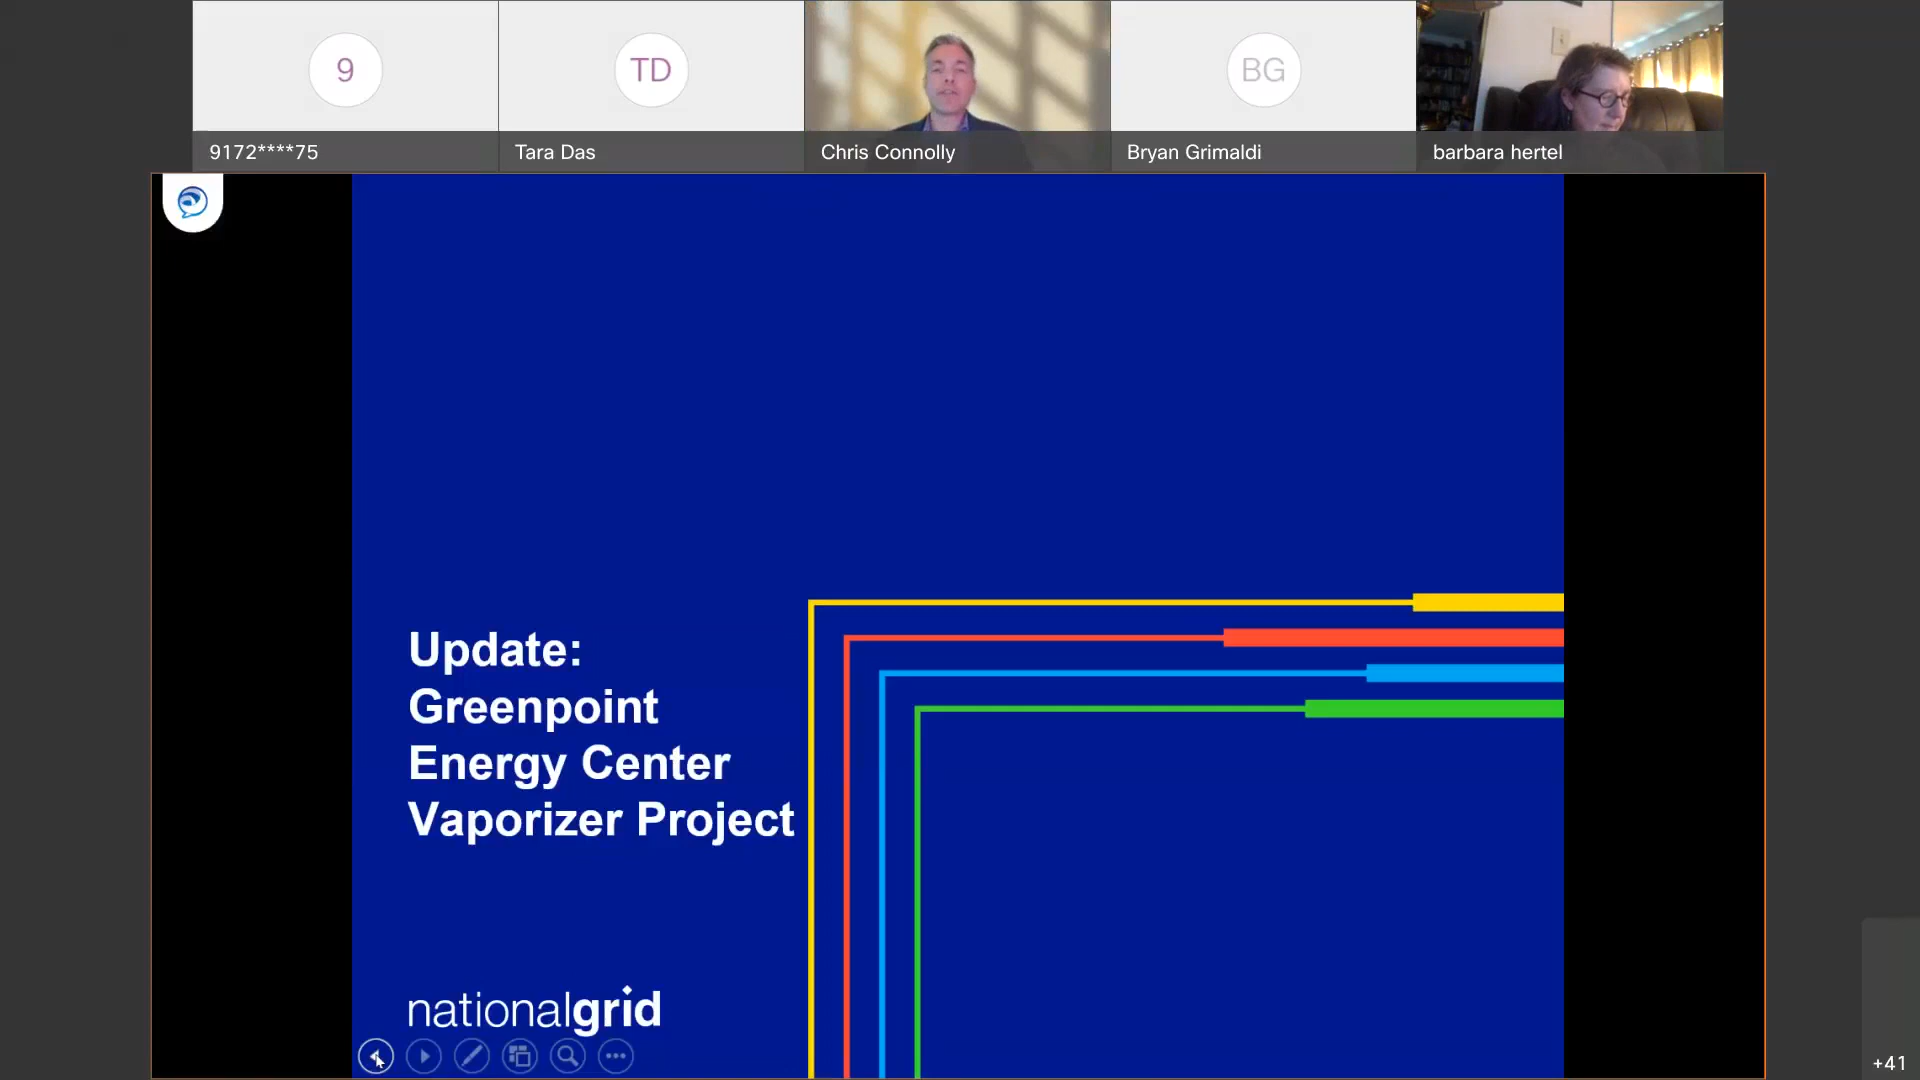 9
TD
BG
9172****75
Tara Das
Chris Connolly
Bryan Grimaldi
barbara hertel
Update:
Greenpoint
Energy Center
Vaporizer Project
nationalgrid
+41